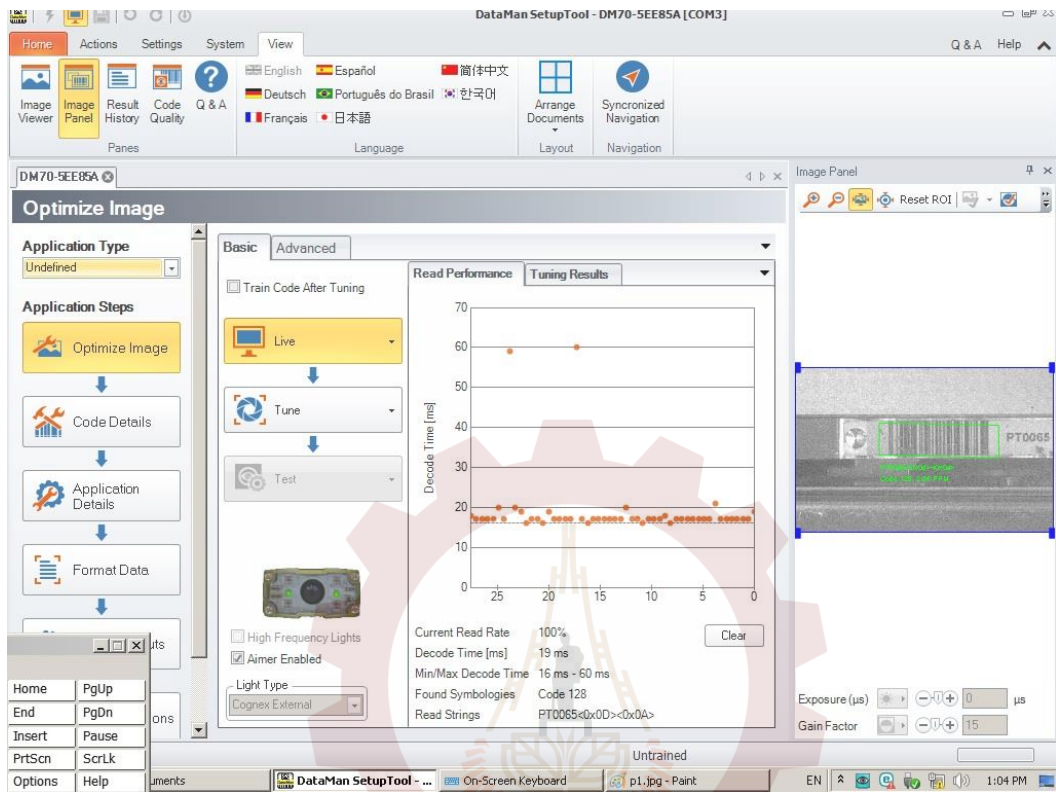 DataMan SetupTool - DM70-5EE85A [COM3]
Home Actions Settings System View Q & A Help
Image Viewer
Image Panel
Result History
Code Quality
Q & A
English Español 简体中文
Deutsch Português do Brasil 한국어
Français 日本語
Arrange Documents
Syncronized Navigation
Panes Language Layout Navigation
DM70-5EE85A
Optimize Image
Application Type
Undefined
Application Steps
Optimize Image
Code Details
Application Details
Format Data
uts
ons
Basic Advanced
Train Code After Tuning
Live
Tune
Test
High Frequency Lights
Aimer Enabled
Light Type
Cognex External
Read Performance Tuning Results
Decode Time [ms]
70
60
50
40
30
20
10
0
25 20 15 10 5 0
Current Read Rate 100%
Clear
Decode Time [ms] 19 ms
Min/Max Decode Time 16 ms - 60 ms
Found Symbologies Code 128
Read Strings PT0065<0x0D><0x0A>
Image Panel
Reset ROI
PT0065
Exposure (µs) 0 µs
Gain Factor 15
Untrained
Home PgUp
End PgDn
Insert Pause
PrtScn ScrLk
Options Help
uments
DataMan SetupTool - ... On-Screen Keyboard p1.jpg - Paint EN 1:04 PM